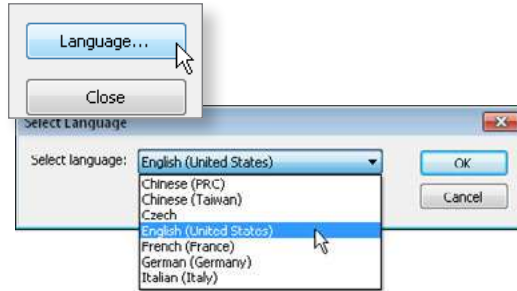 Language...
Close
Select Language
Select language: English (United States) OK
Chinese (PRC)
Chinese (Taiwan) Cancel
Czech
English (United States)
French (France)
German (Germany)
Italian (Italy)